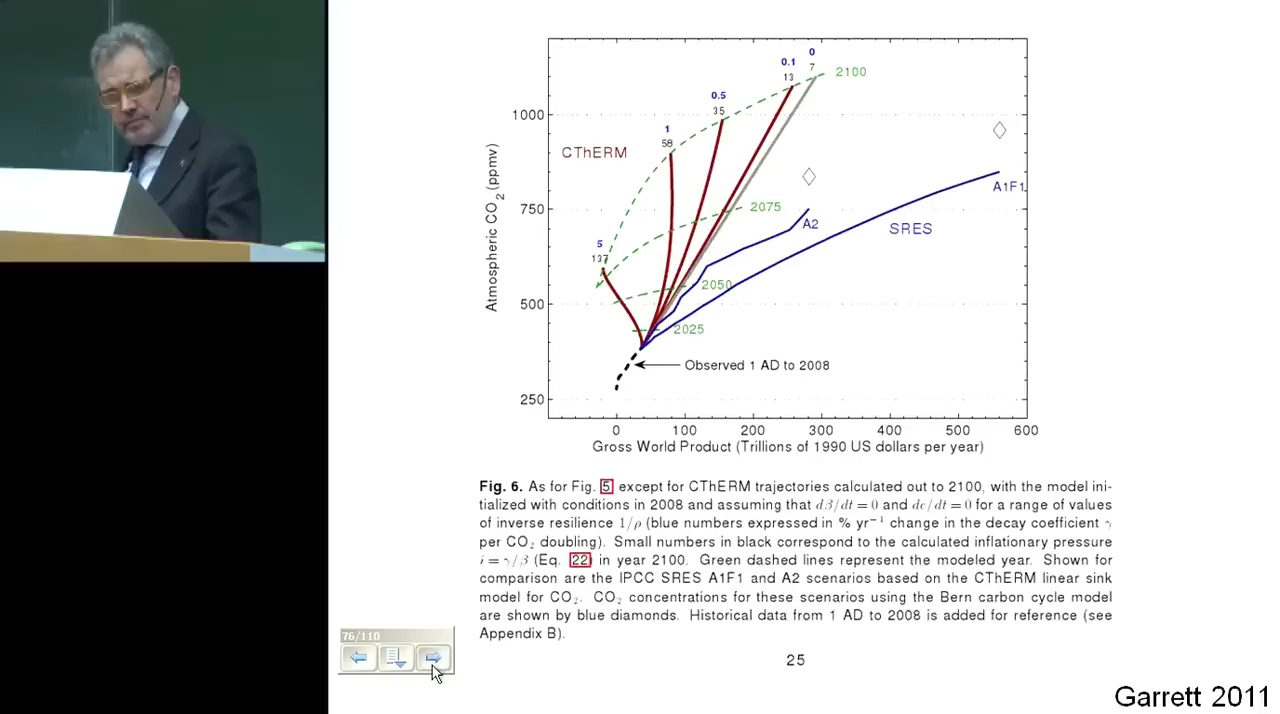 0
7
0.1
13
2100
0.5
35
1
58
CThERM
1000
2075
750
A1F1
A2
SRES
5
137
2050
500
2025
Observed 1 AD to 2008
250
Atmospheric CO2 (ppmv)
0 100 200 300 400 500 600
Gross World Product (Trillions of 1990 US dollars per year)
Fig. 6. As for Fig. 5 except for CThERM trajectories calculated out to 2100, with the model ini-
tialized with conditions in 2008 and assuming that dβ/dt = 0 and dc/dt = 0 for a range of values
of inverse resilience 1/ρ (blue numbers expressed in % yr⁻¹ change in the decay coefficient γ
per CO2 doubling). Small numbers in black correspond to the calculated inflationary pressure
i = γ/β (Eq. 22) in year 2100. Green dashed lines represent the modeled year. Shown for
comparison are the IPCC SRES A1F1 and A2 scenarios based on the CThERM linear sink
model for CO2. CO2 concentrations for these scenarios using the Bern carbon cycle model
are shown by blue diamonds. Historical data from 1 AD to 2008 is added for reference (see
Appendix B).
76/110
25
Garrett 2011